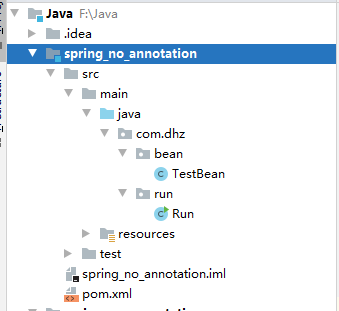 Java F:\Java
.idea
spring_no_annotation
src
main
java
com.dhz
bean
TestBean
run
Run
resources
test
spring_no_annotation.iml
pom.xml